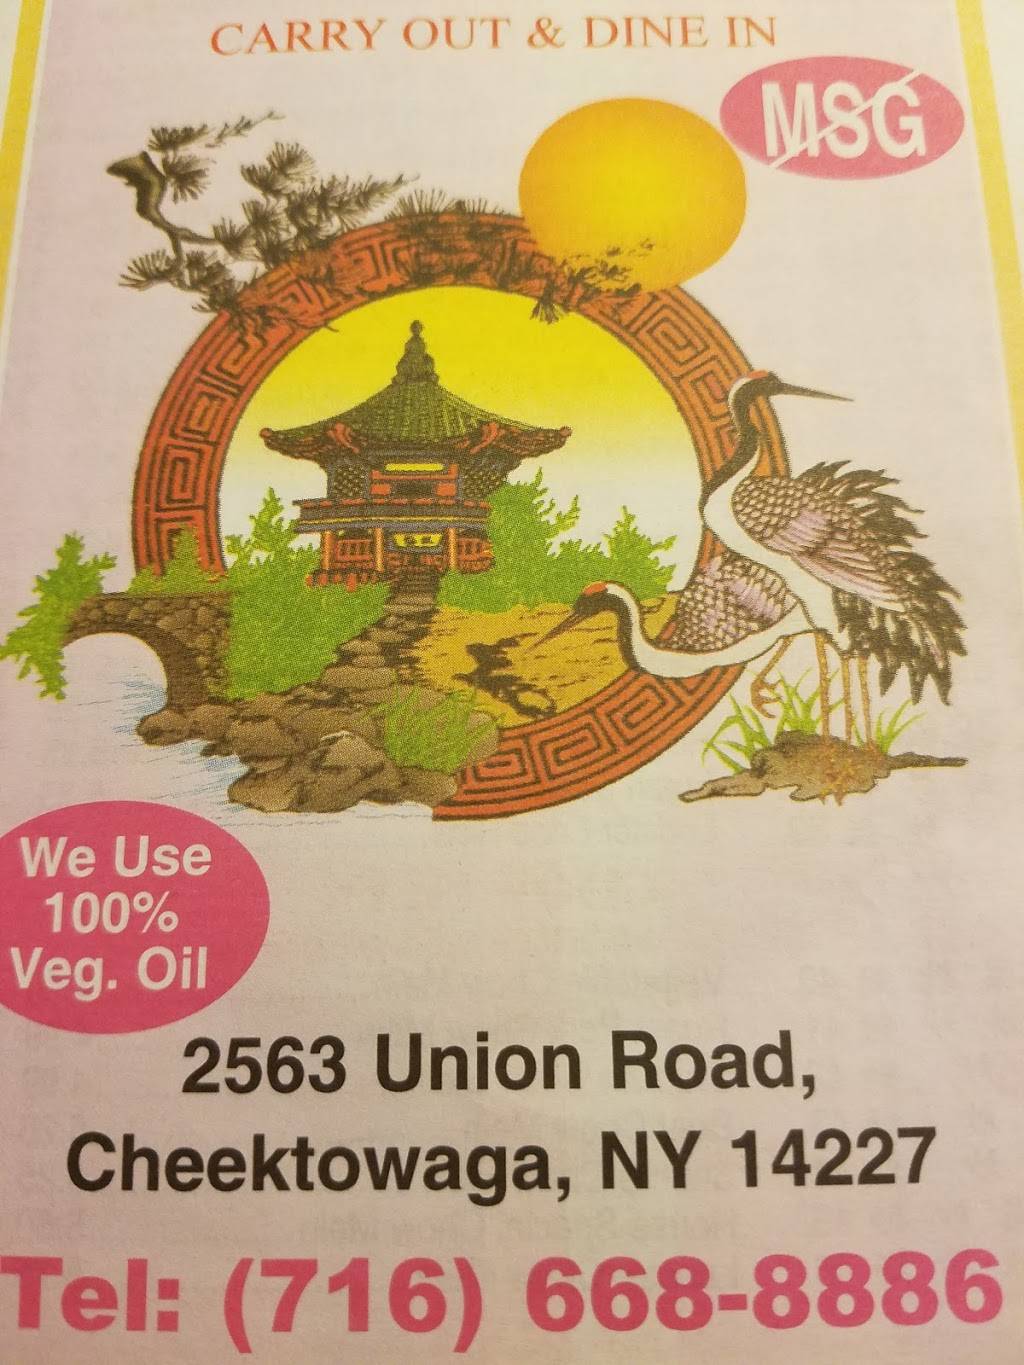 CARRY OUT & DINE IN
MSG
We Use
100%
Veg. Oil
2563 Union Road,
Cheektowaga, NY 14227
Tel: (716) 668-8886